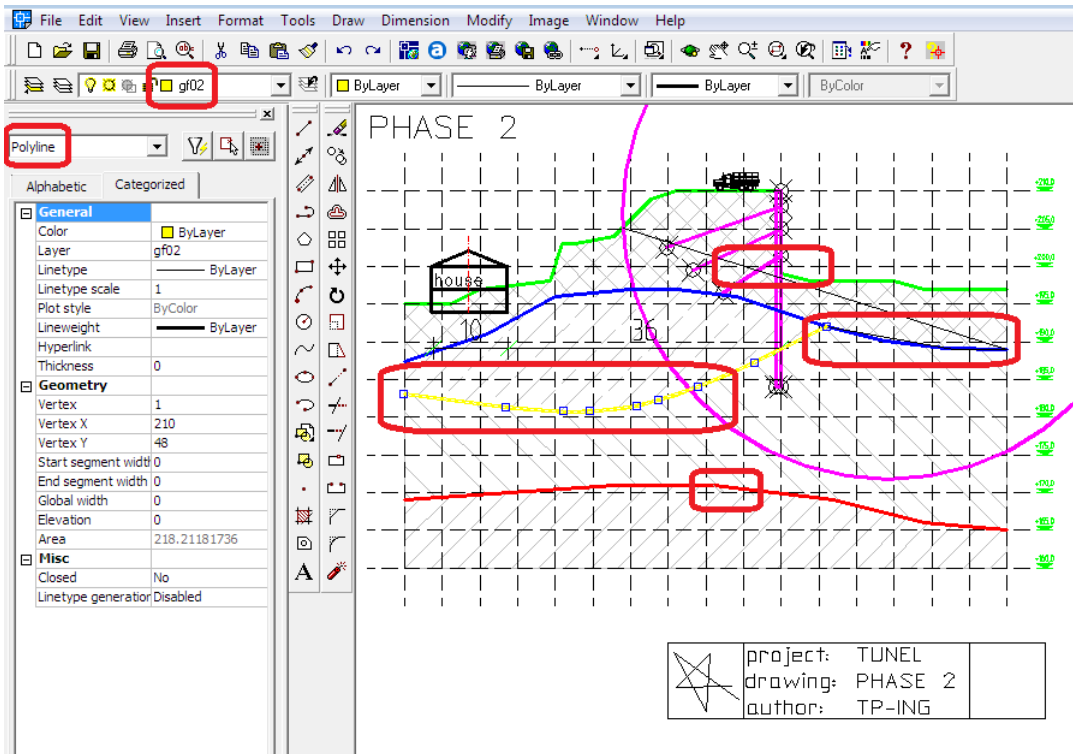 File Edit View Insert Format Tools Draw Dimension Modify Image Window Help
gf02 ByLayer ByLayer ByLayer ByColor
Polyline
Alphabetic Categorized
General
Color ByLayer
Layer gf02
Linetype ByLayer
Linetype scale 1
Plot style ByColor
Lineweight ByLayer
Hyperlink
Thickness 0
Geometry
Vertex 1
Vertex X 210
Vertex Y 48
Start segment widtl 0
End segment width 0
Global width 0
Elevation 0
Area 218.21181736
Misc
Closed No
Linetype generation Disabled
A
PHASE 2
house
10
36
project: TUNEL
drawing: PHASE 2
author: TP-ING